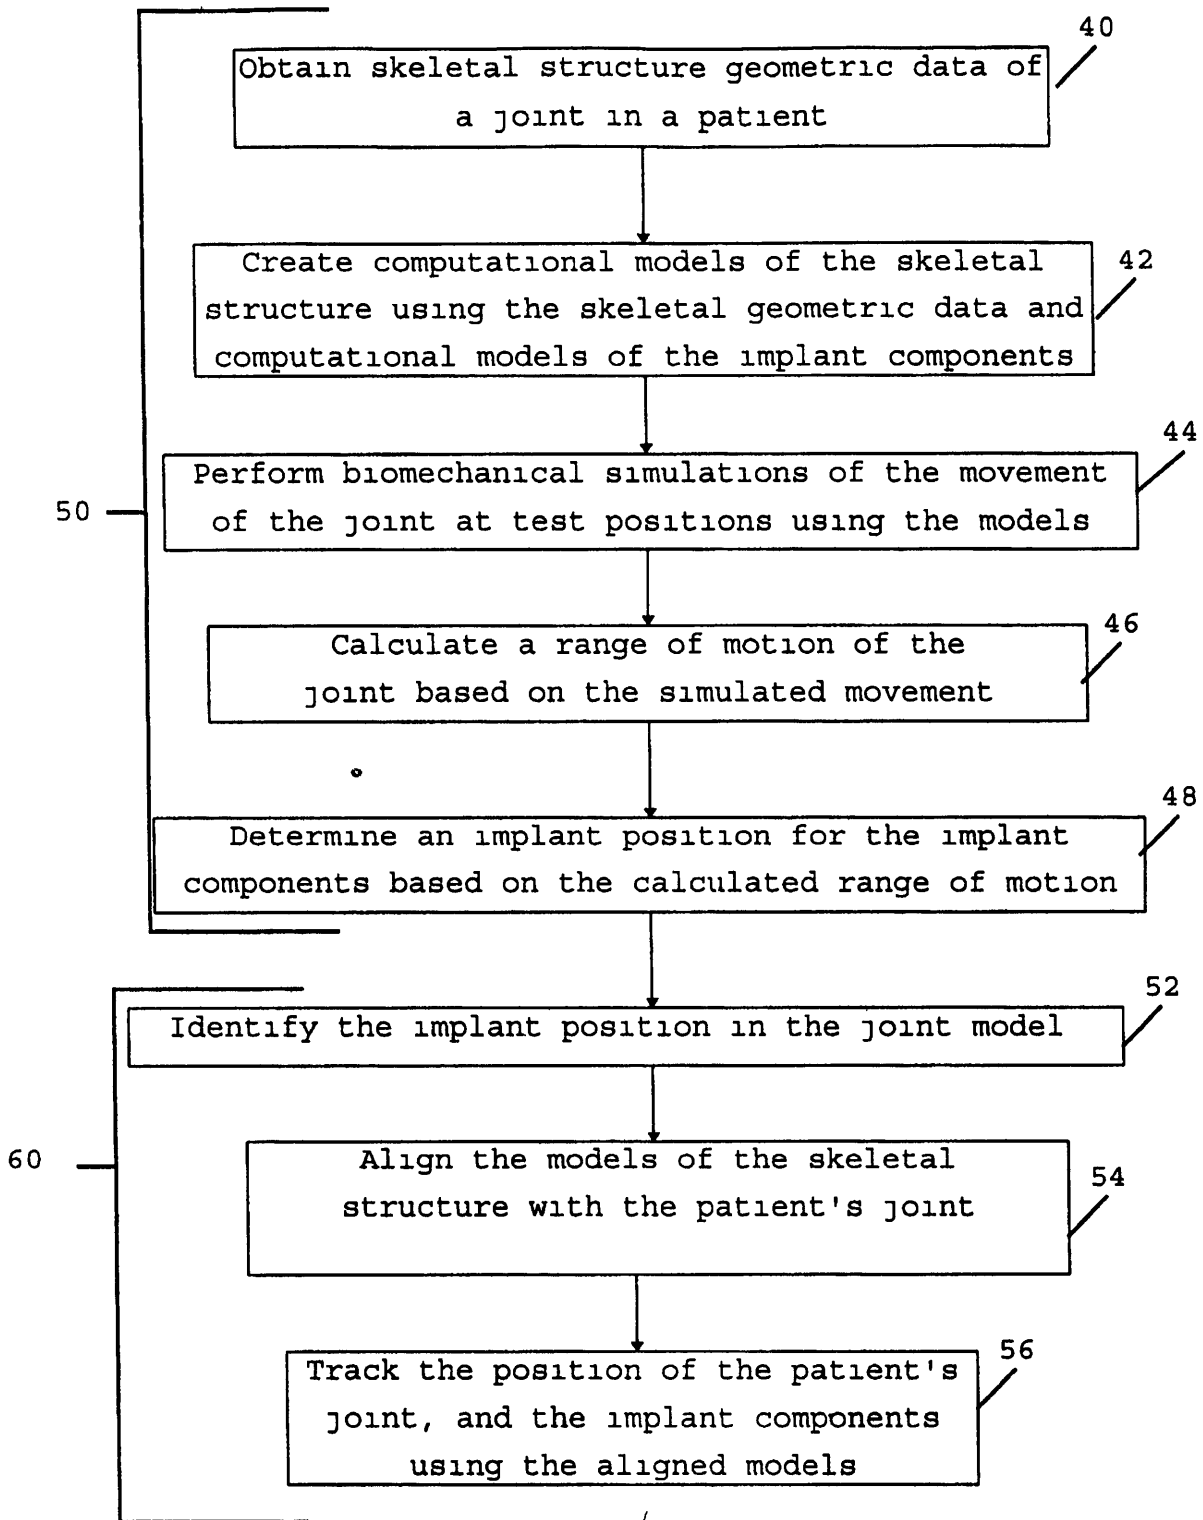 40
Obtain skeletal structure geometric data of
a joint in a patient
Create computational models of the skeletal
42
structure using the skeletal geometric data and
computational models of the implant components
44
Perform biomechanical simulations of the movement
50
of the joint at test positions using the models
46
Calculate a range of motion of the
joint based on the simulated movement
48
Determine an implant position for the implant
components based on the calculated range of motion
52
Identify the implant position in the joint model
60
Align the models of the skeletal
54
structure with the patient's joint
56
Track the position of the patient's
joint, and the implant components
using the aligned models